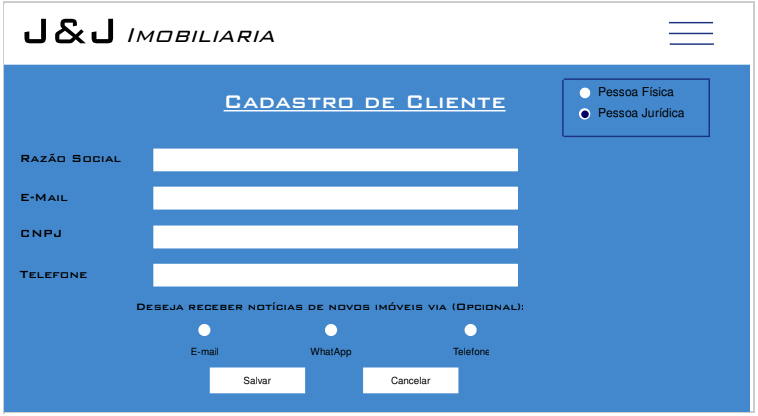 J&J Imobiliaria
Cadastro de Cliente
Pessoa Física
Pessoa Jurídica
Razão Social
E-Mail
CNPJ
Telefone
Deseja receber notícias de novos imóveis via (Opcional):
E-mail
WhatApp
Telefone
Salvar
Cancelar